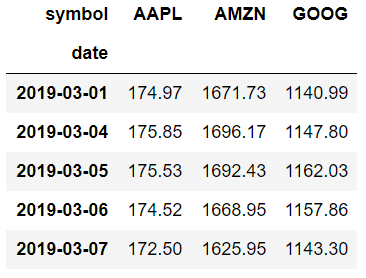 symbol AAPL AMZN GOOG
date
2019-03-01 174.97 1671.73 1140.99
2019-03-04 175.85 1696.17 1147.80
2019-03-05 175.53 1692.43 1162.03
2019-03-06 174.52 1668.95 1157.86
2019-03-07 172.50 1625.95 1143.30